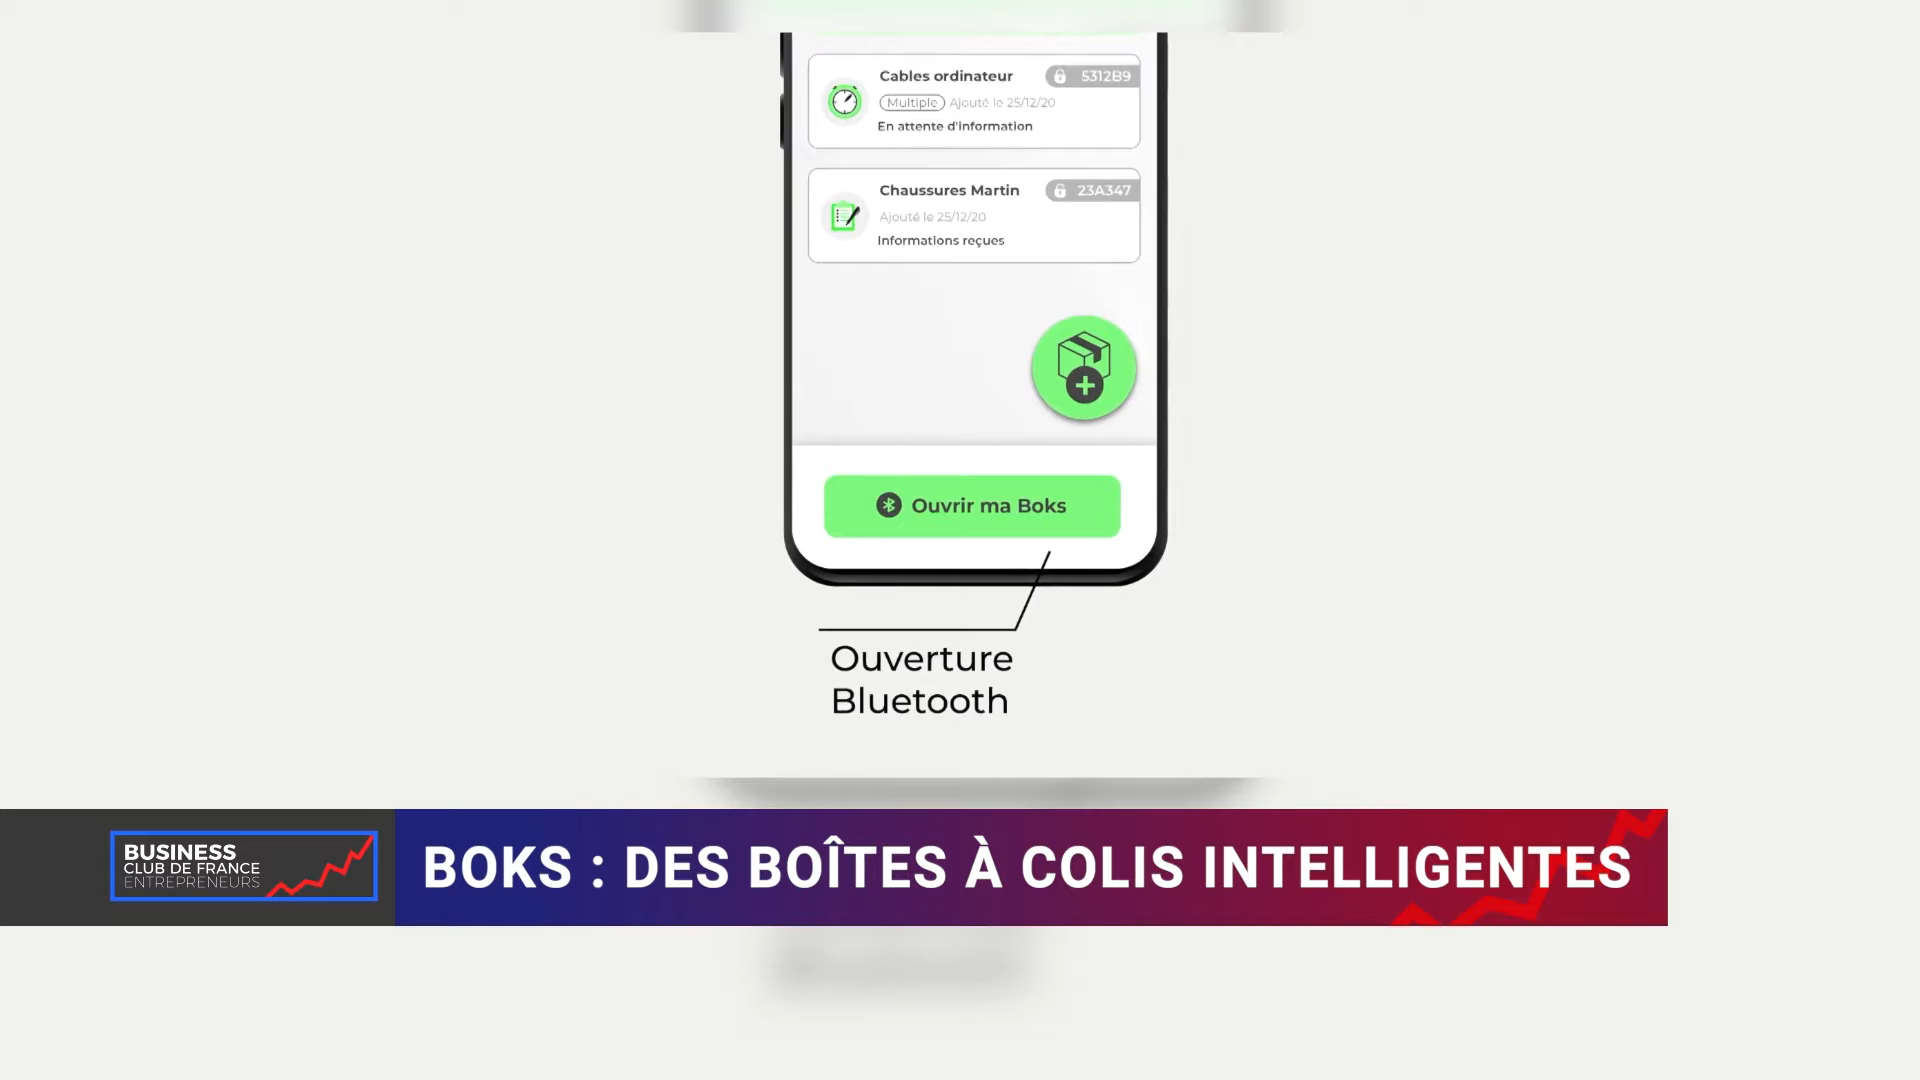 Cables ordinateur
5312B9
Multiple Ajouté le 25/12/20
En attente d'information
Chaussures Martin
23A347
Ajouté le 25/12/20
Informations reçues
Ouvrir ma Boks
Ouverture
Bluetooth
BUSINESS
CLUB DE FRANCE
ENTREPRENEURS
BOKS : DES BOÎTES À COLIS INTELLIGENTES